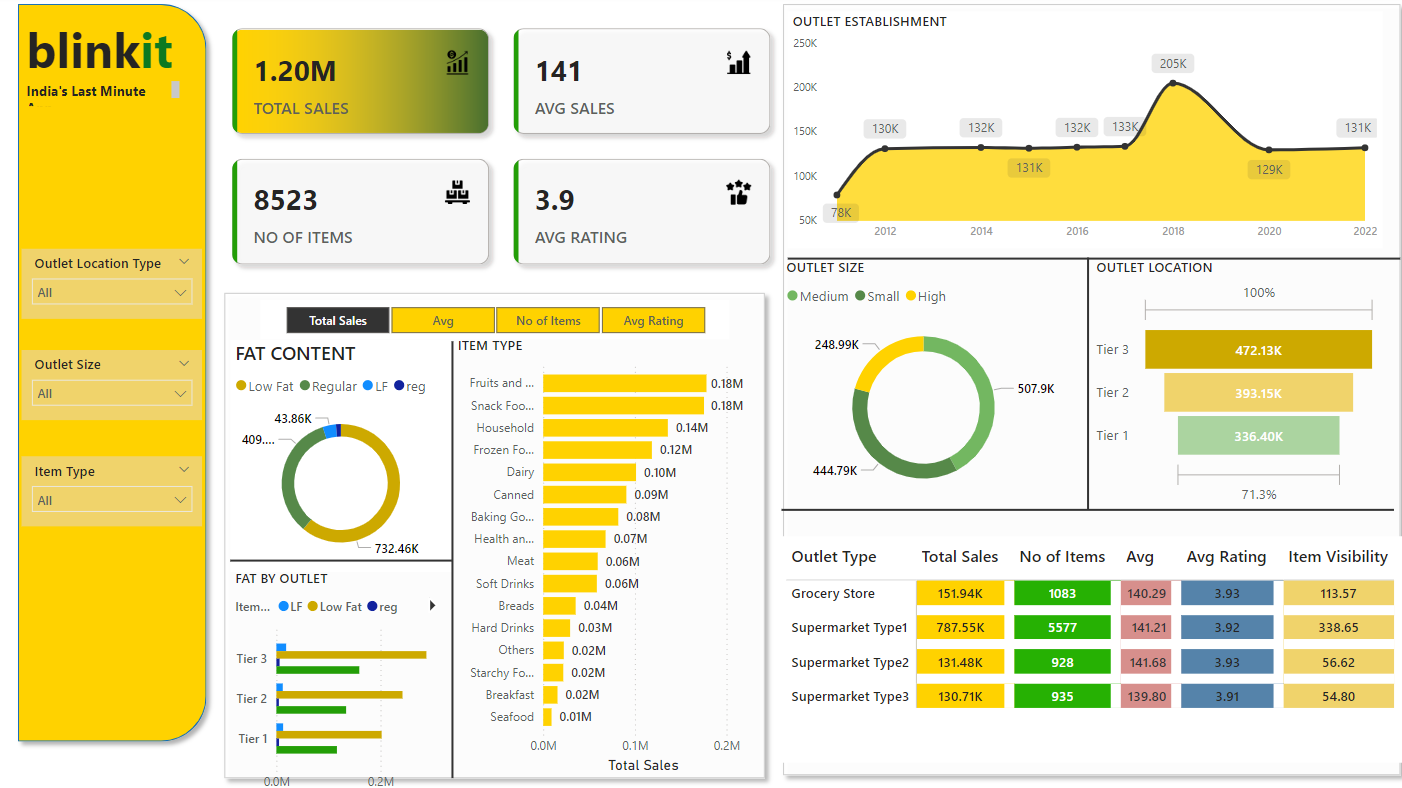 blinkit
India's Last Minute
Outlet Location Type
All
Outlet Size
All
Item Type
All
1.20M
TOTAL SALES
141
AVG SALES
8523
NO OF ITEMS
3.9
AVG RATING
Total Sales Avg No of Items Avg Rating
FAT CONTENT
Low Fat Regular LF reg
43.86K
409....
732.46K
FAT BY OUTLET
Item... LF Low Fat reg
Tier 3
Tier 2
Tier 1
0.0M 0.2M
ITEM TYPE
Fruits and ... 0.18M
Snack Foo... 0.18M
Household 0.14M
Frozen Fo... 0.12M
Dairy 0.10M
Canned 0.09M
Baking Go... 0.08M
Health an... 0.07M
Meat 0.06M
Soft Drinks 0.06M
Breads 0.04M
Hard Drinks 0.03M
Others 0.02M
Starchy Fo... 0.02M
Breakfast 0.02M
Seafood 0.01M
0.0M 0.1M 0.2M
Total Sales
OUTLET ESTABLISHMENT
250K
200K
150K
100K
50K
78K 130K 132K 131K 132K 133K 205K 129K 131K
2012 2014 2016 2018 2020 2022
OUTLET SIZE
Medium Small High
248.99K
507.9K
444.79K
OUTLET LOCATION
100%
Tier 3 472.13K
Tier 2 393.15K
Tier 1 336.40K
71.3%
Outlet Type Total Sales No of Items Avg Avg Rating Item Visibility
Grocery Store 151.94K 1083 140.29 3.93 113.57
Supermarket Type1 787.55K 5577 141.21 3.92 338.65
Supermarket Type2 131.48K 928 141.68 3.93 56.62
Supermarket Type3 130.71K 935 139.80 3.91 54.80